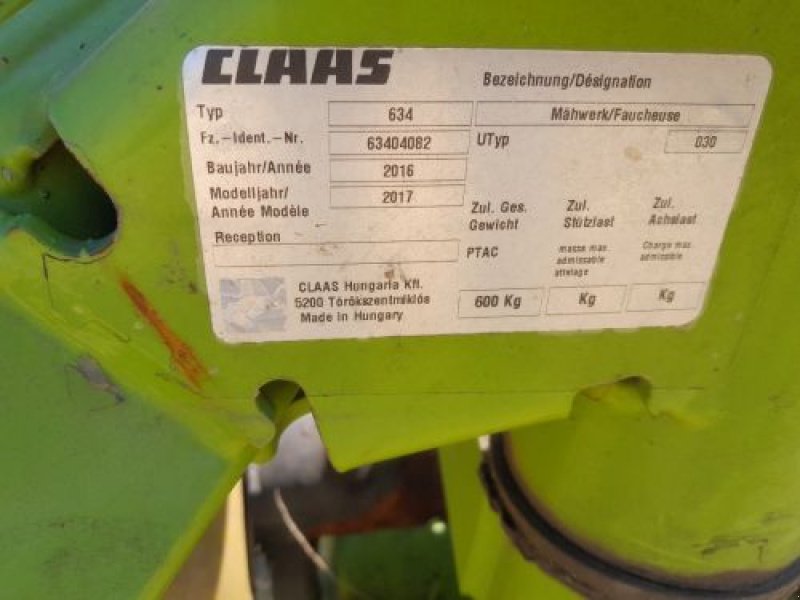 CLAAS
Bezeichnung/Désignation
Typ 634 Mähwerk/Faucheuse
Fz.-Ident.-Nr. 63404082 UTyp 030
Baujahr/Année 2016
Modelljahr/ 2017
Année Modèle
Zul. Ges. Zul. Zul.
Gewicht Stützlast Achslast
Reception
PTAC masse max. Charge max.
admissable admissable
attelage
CLAAS Hungaria Kft.
5200 Törökszentmiklós
Made in Hungary
600 Kg Kg Kg